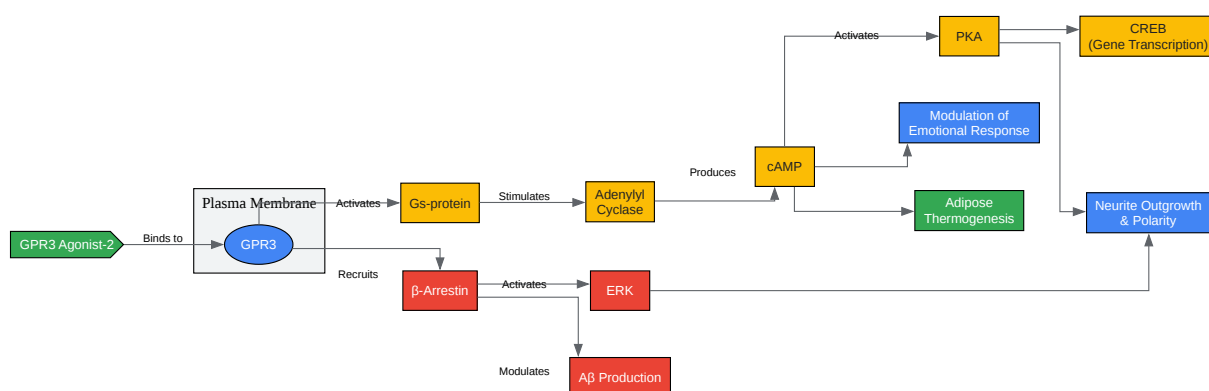 Activates
PKA
CREB
(Gene Transcription)
Modulation of
Emotional Response
cAMP
Produces
Adipose
Thermogenesis
Adenylyl
Cyclase
Stimulates
Gs-protein
Activates
Plasma Membrane
Neurite Outgrowth
& Polarity
GPR3 Agonist-2
Binds to
GPR3
Recruits
β-Arrestin
Activates
ERK
Modulates
Aβ Production